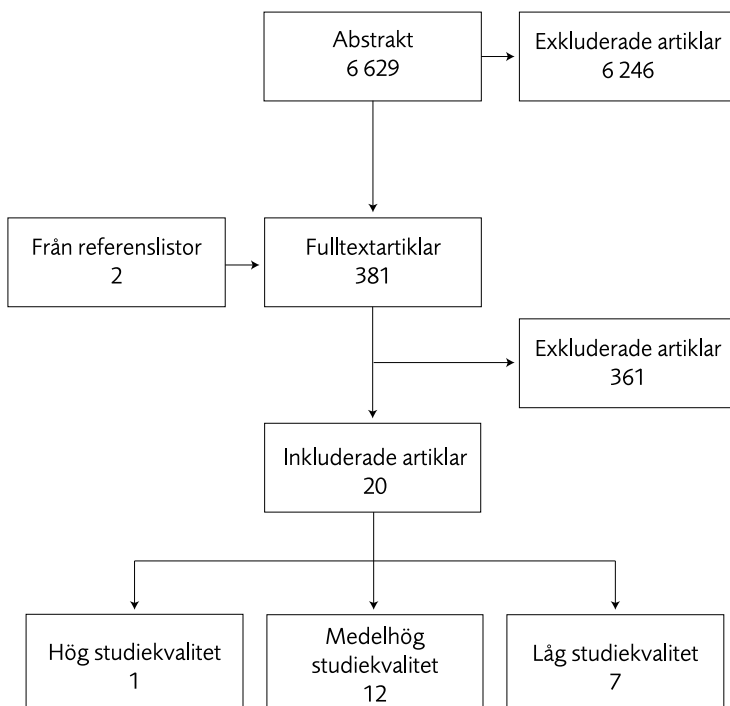 Abstrakt
6 629
Exkluderade artiklar
6 246
Från referenslistor
2
Fulltextartiklar
381
Exkluderade artiklar
361
Inkluderade artiklar
20
Hög studiekvalitet
1
Medelhög
studiekvalitet
12
Låg studiekvalitet
7